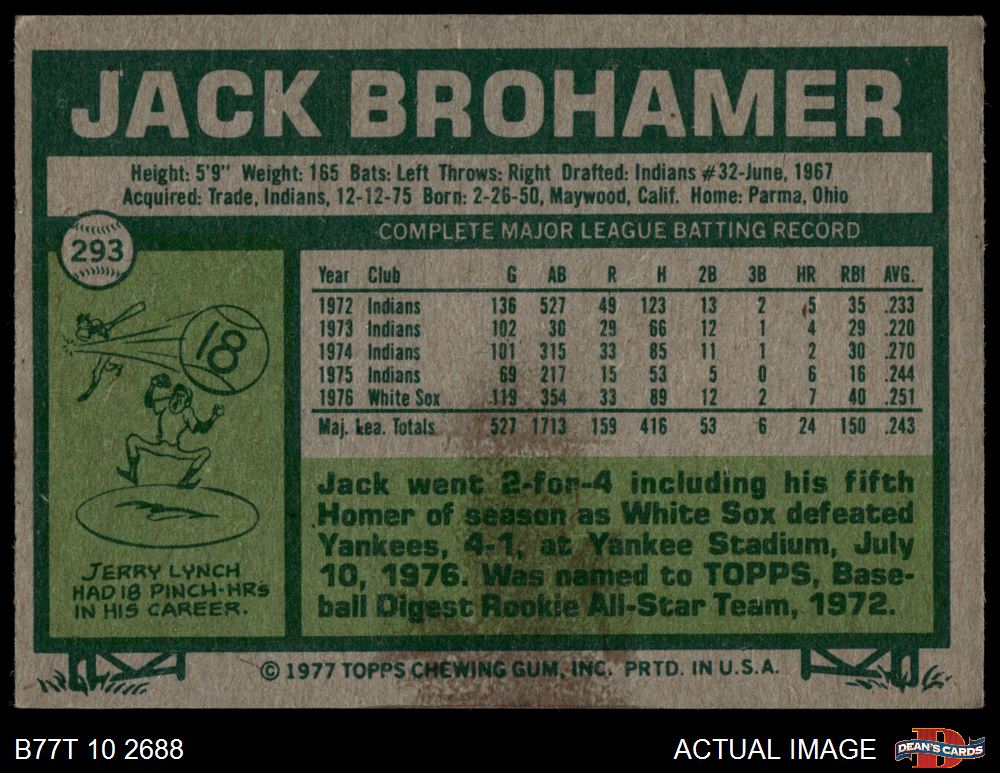 JACK BROHAMER
Height: 5'9" Weight: 165 Bats: Left Throws: Right Drafted: Indians #32-June, 1967
Acquired: Trade, Indians, 12-12-75 Born: 2-26-50, Maywood, Calif. Home: Parma, Ohio
293
COMPLETE MAJOR LEAGUE BATTING RECORD
Year Club G AB R H 2B 3B HR RBI AVG.
1972 Indians 136 527 49 123 13 2 5 35 .233
1973 Indians 102 30 29 66 12 1 4 29 .220
1974 Indians 101 315 33 85 11 1 2 30 .270
1975 Indians 69 217 15 53 5 0 6 16 .244
1976 White Sox 119 354 33 89 12 2 7 40 .251
Maj. Lea. Totals 527 1713 159 416 53 6 24 150 .243
18
JERRY LYNCH
HAD 18 PINCH-HRS
IN HIS CAREER.
Jack went 2-for-4 including his fifth
Homer of season as White Sox defeated
Yankees, 4-1, at Yankee Stadium, July
10, 1976. Was named to TOPPS, Base-
ball Digest Rookie All-Star Team, 1972.
© 1977 TOPPS CHEWING GUM, INC. PRTD. IN U.S.A.
B77T 10 2688
ACTUAL IMAGE
D
DEAN'S CARDS